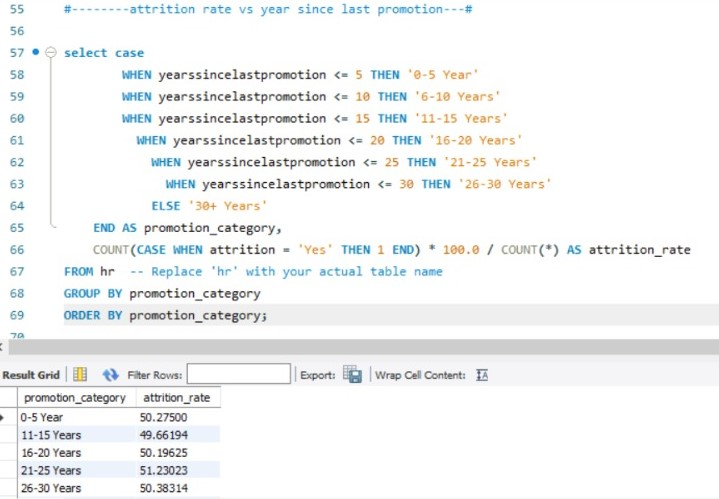 55 #--------attrition rate vs year since last promotion---#
56
57 select case
58 WHEN yearssincelastpromotion <= 5 THEN '0-5 Year'
59 WHEN yearssincelastpromotion <= 10 THEN '6-10 Years'
60 WHEN yearssincelastpromotion <= 15 THEN '11-15 Years'
61 WHEN yearssincelastpromotion <= 20 THEN '16-20 Years'
62 WHEN yearssincelastpromotion <= 25 THEN '21-25 Years'
63 WHEN yearssincelastpromotion <= 30 THEN '26-30 Years'
64 ELSE '30+ Years'
65 END AS promotion_category,
66 COUNT(CASE WHEN attrition = 'Yes' THEN 1 END) * 100.0 / COUNT(*) AS attrition_rate
67 FROM hr -- Replace 'hr' with your actual table name
68 GROUP BY promotion_category
69 ORDER BY promotion_category;
70
Result Grid Filter Rows: Export: Wrap Cell Content:
promotion_category attrition_rate
0-5 Year 50.27500
11-15 Years 49.66194
16-20 Years 50.19625
21-25 Years 51.23023
26-30 Years 50.38314